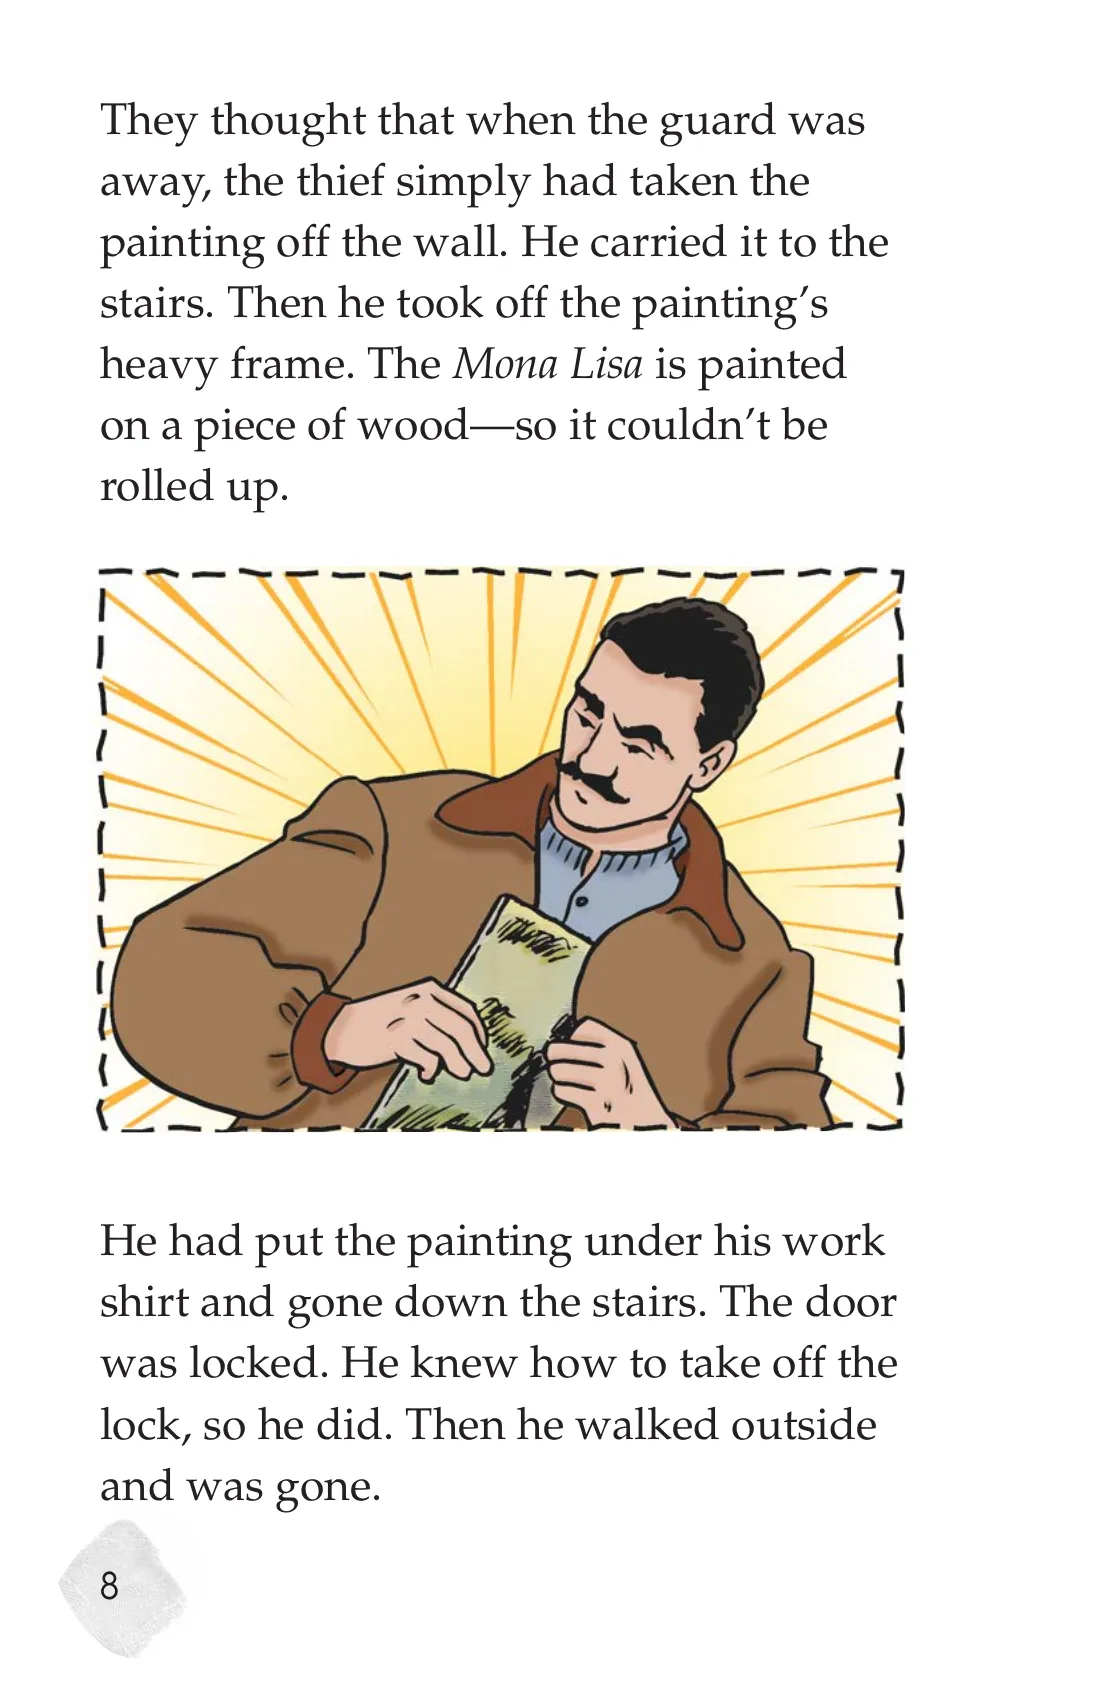 They thought that when the guard was
away, the thief simply had taken the
painting off the wall. He carried it to the
stairs. Then he took off the painting’s
heavy frame. The Mona Lisa is painted
on a piece of wood—so it couldn’t be
rolled up.
He had put the painting under his work
shirt and gone down the stairs. The door
was locked. He knew how to take off the
lock, so he did. Then he walked outside
and was gone.
8